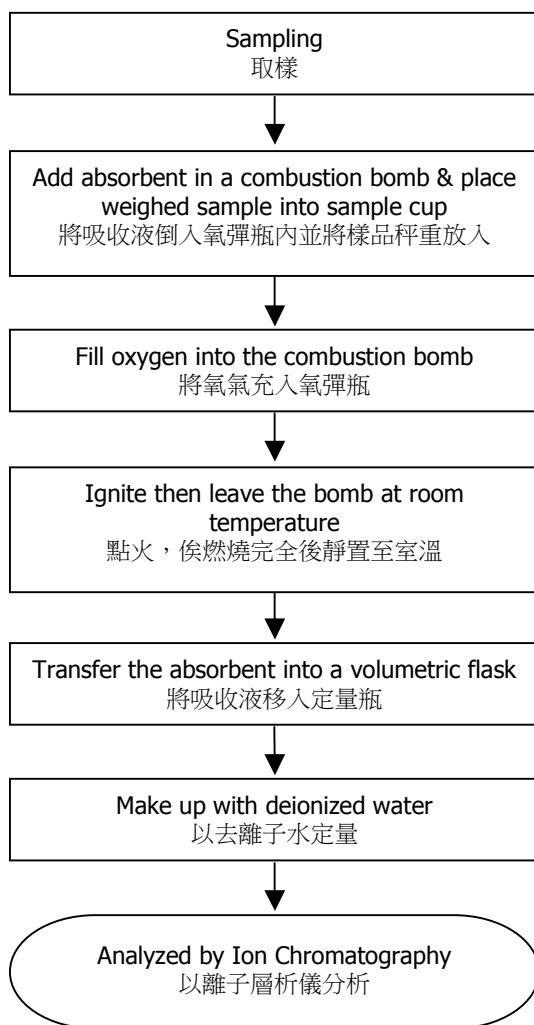 Sampling
取樣
Add absorbent in a combustion bomb & place
weighed sample into sample cup
將吸收液倒入氧彈瓶內並將樣品秤重放入
Fill oxygen into the combustion bomb
將氧氣充入氧彈瓶
Ignite then leave the bomb at room
temperature
點火，俟燃燒完全後靜置至室溫
Transfer the absorbent into a volumetric flask
將吸收液移入定量瓶
Make up with deionized water
以去離子水定量
Analyzed by Ion Chromatography
以離子層析儀分析